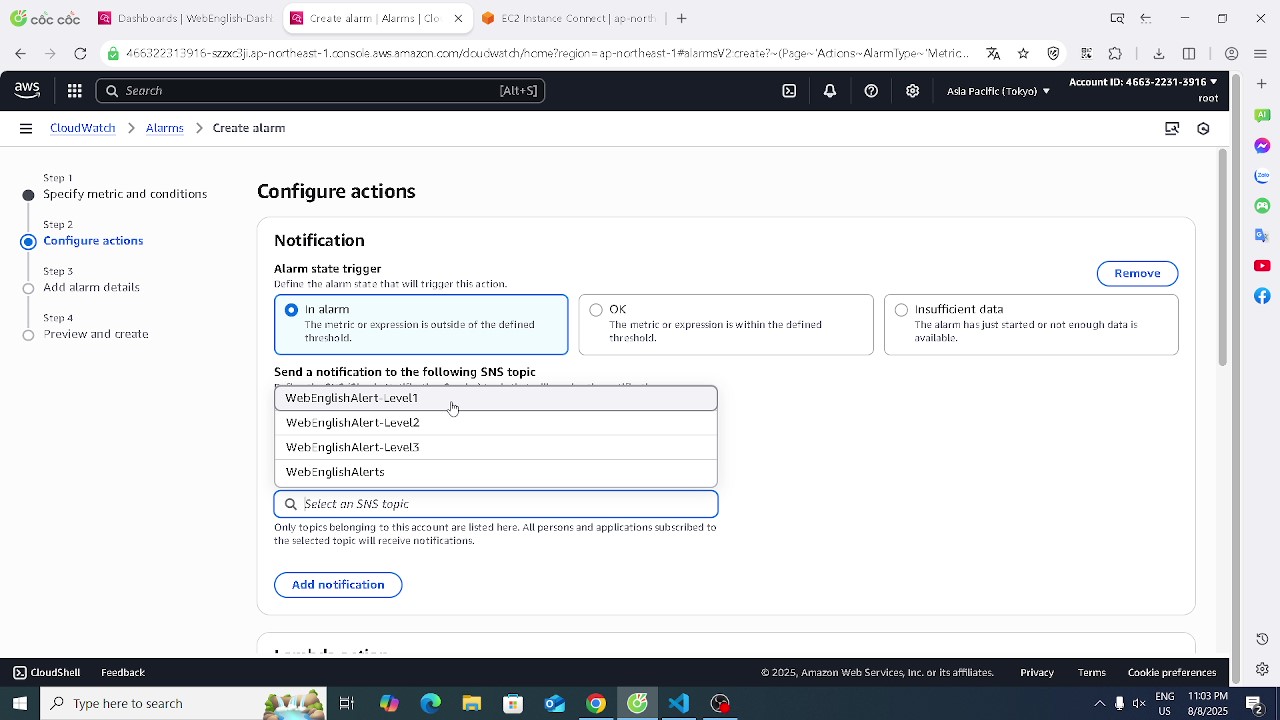 cốc cốc
Dashboards | WebEnglish-Dashl
Create alarm | Alarms | Clo
EC2 Instance Connect | ap-north
466322313916-szzxc3ji.ap-northeast-1.console.aws.amazon.com/cloudwatch/home?region=ap-northeast-1#alarmsV2:create?~(Page~'Actions~AlarmType~'Metric...
aws
Search
[Alt+S]
Asia Pacific (Tokyo)
Account ID: 4663-2231-3916
root
CloudWatch
Alarms
Create alarm
Step 1
Specify metric and conditions
Step 2
Configure actions
Step 3
Add alarm details
Step 4
Preview and create
Configure actions
Notification
Alarm state trigger
Define the alarm state that will trigger this action.
Remove
In alarm
The metric or expression is outside of the defined
threshold.
OK
The metric or expression is within the defined
threshold.
Insufficient data
The alarm has just started or not enough data is
available.
Send a notification to the following SNS topic
WebEnglishAlert-Level1
WebEnglishAlert-Level2
WebEnglishAlert-Level3
WebEnglishAlerts
Select an SNS topic
Only topics belonging to this account are listed here. All persons and applications subscribed to
the selected topic will receive notifications.
Add notification
Lambda action
CloudShell
Feedback
© 2025, Amazon Web Services, Inc. or its affiliates.
Privacy
Terms
Cookie preferences
Type here to search
ENG
US
11:03 PM
8/8/2025
2
AI
Zalo